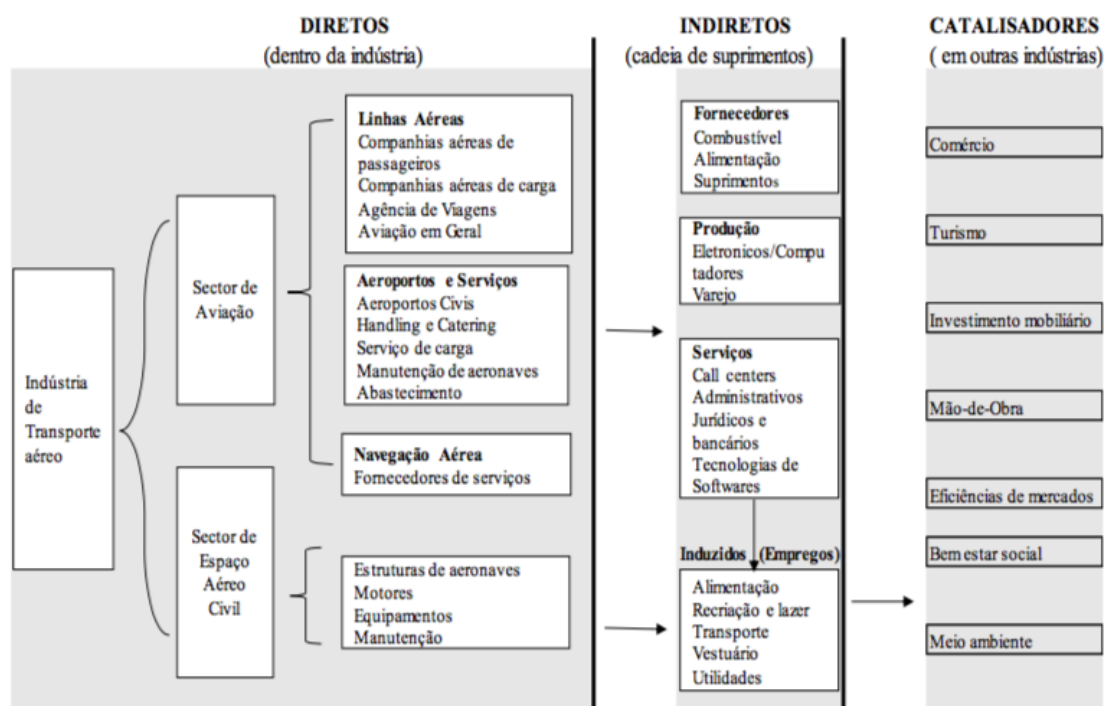 DIRETOS
(dentro da indústria)
INDIRETOS
(cadeia de suprimentos)
CATALISADORES
( em outras indústrias)
Indústria
de
Transporte
aéreo
Sector de
Aviação
Sector de
Espaço
Aéreo
Civil
Linhas Aéreas
Companhias aéreas de
passageiros
Companhias aéreas de carga
Agência de Viagens
Aviação em Geral
Aeroportos e Serviços
Aeroportos Civis
Handling e Catering
Serviço de carga
Manutenção de aeronaves
Abastecimento
Navegação Aérea
Fornecedores de serviços
Estruturas de aeronaves
Motores
Equipamentos
Manutenção
Fornecedores
Combustível
Alimentação
Suprimentos
Produção
Eletronicos/Compu
tadores
Varejo
Serviços
Call centers
Administrativos
Jurídicos e
bancários
Tecnologias de
Softwares
Induzidos (Empregos)
Alimentação
Recriação e lazer
Transporte
Vestuário
Utilidades
Comércio
Turismo
Investimento mobiliário
Mão-de-Obra
Eficiências de mercados
Bem estar social
Meio ambiente